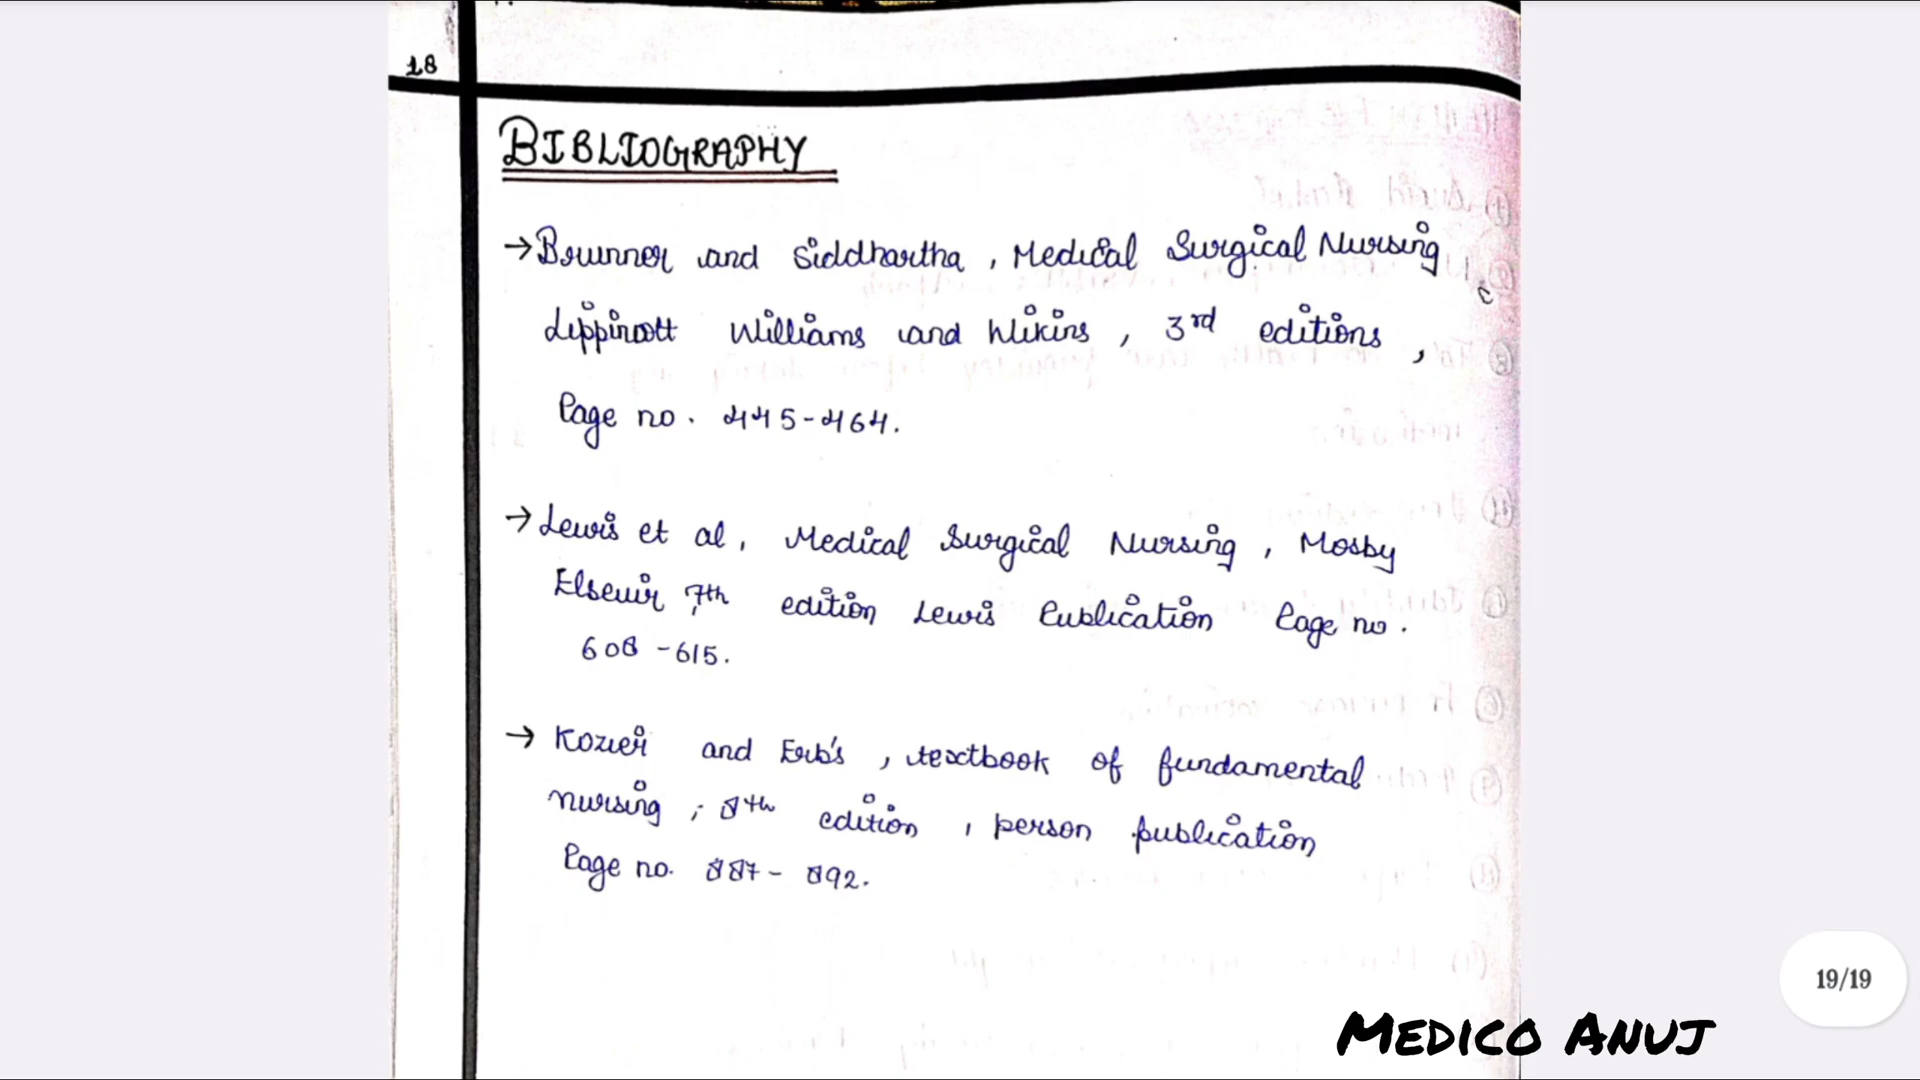 18
BIBLIOGRAPHY
→ Brunner and Siddhartha, Medical Surgical Nursing
Lippincott Williams and Wikins, 3rd editions,
Page no. 445-464.
→ Lewis et al, Medical Surgical Nursing, Mosby
Elsevir, 7th edition Lewis Publication Page no.
608-615.
→ Kozier and Erb's, textbook of fundamental
nursing; 8th edition, person publication
Page no. 887-892.
19/19
MEDICO ANUJ